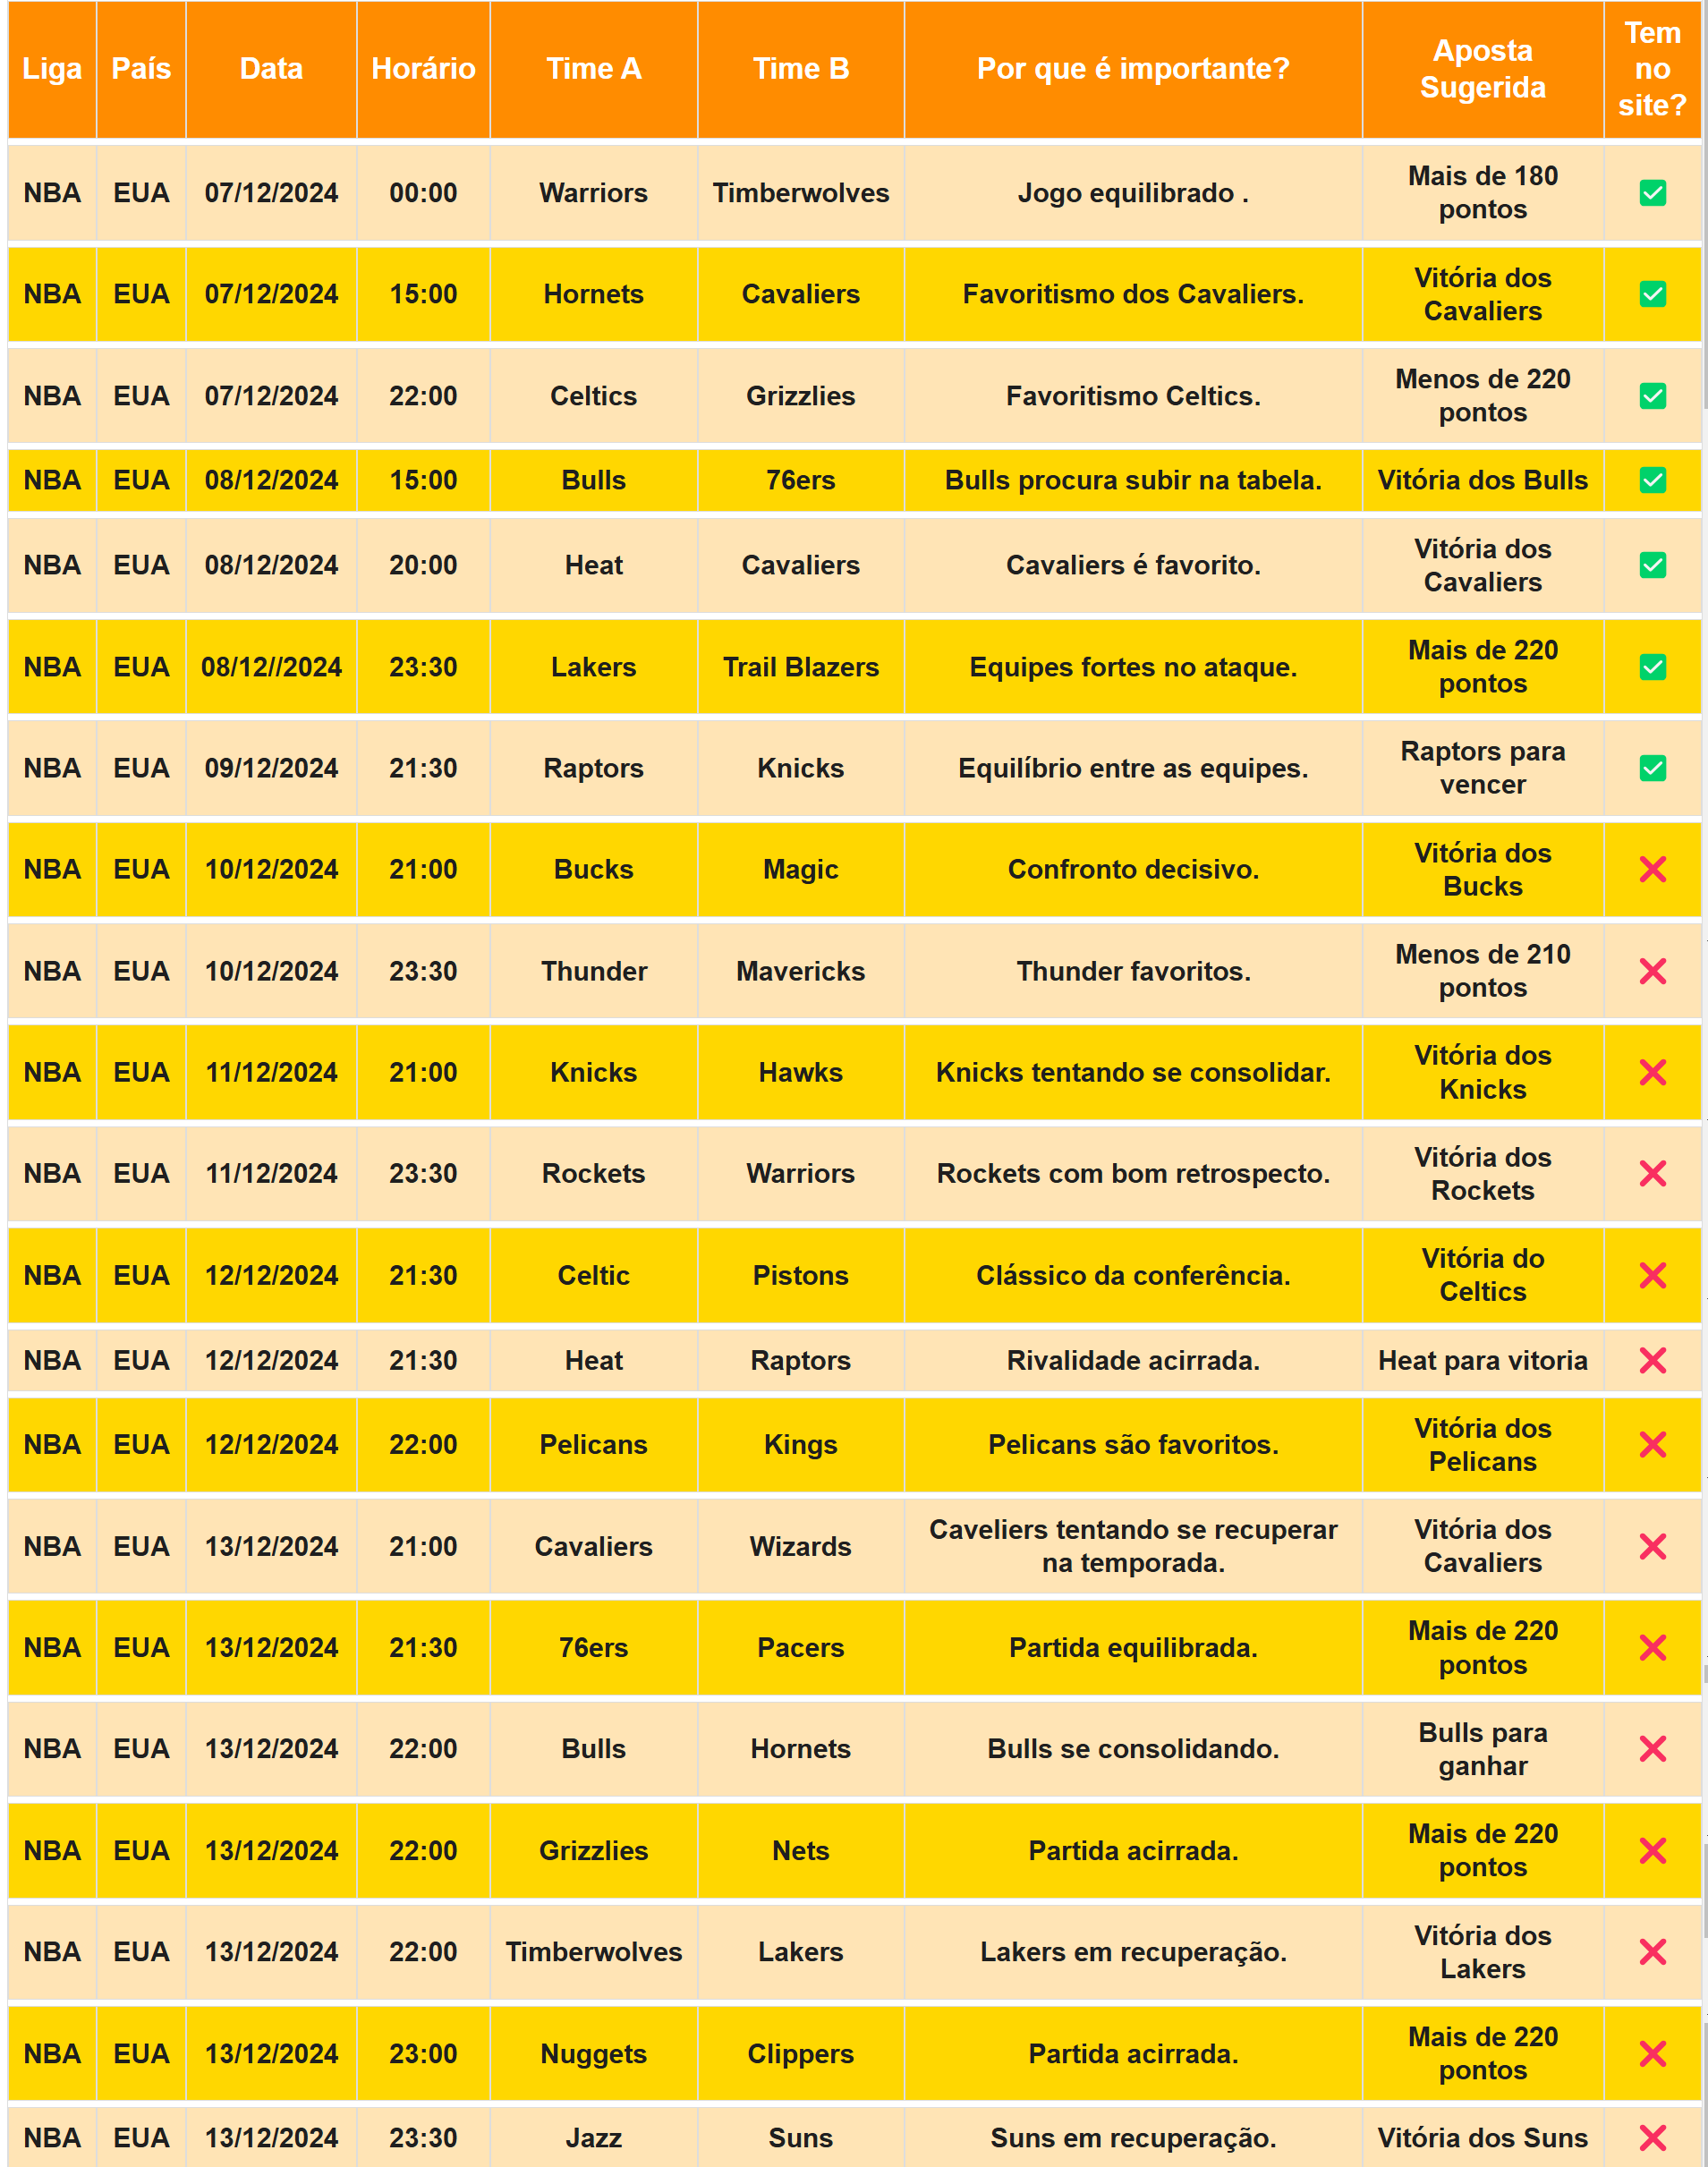 Liga País Data Horário Time A Time B Por que é importante? Aposta Sugerida Tem no site?
NBA EUA 07/12/2024 00:00 Warriors Timberwolves Jogo equilibrado . Mais de 180 pontos ✅
NBA EUA 07/12/2024 15:00 Hornets Cavaliers Favoritismo dos Cavaliers. Vitória dos Cavaliers ✅
NBA EUA 07/12/2024 22:00 Celtics Grizzlies Favoritismo Celtics. Menos de 220 pontos ✅
NBA EUA 08/12/2024 15:00 Bulls 76ers Bulls procura subir na tabela. Vitória dos Bulls ✅
NBA EUA 08/12/2024 20:00 Heat Cavaliers Cavaliers é favorito. Vitória dos Cavaliers ✅
NBA EUA 08/12//2024 23:30 Lakers Trail Blazers Equipes fortes no ataque. Mais de 220 pontos ✅
NBA EUA 09/12/2024 21:30 Raptors Knicks Equilíbrio entre as equipes. Raptors para vencer ✅
NBA EUA 10/12/2024 21:00 Bucks Magic Confronto decisivo. Vitória dos Bucks ❌
NBA EUA 10/12/2024 23:30 Thunder Mavericks Thunder favoritos. Menos de 210 pontos ❌
NBA EUA 11/12/2024 21:00 Knicks Hawks Knicks tentando se consolidar. Vitória dos Knicks ❌
NBA EUA 11/12/2024 23:30 Rockets Warriors Rockets com bom retrospecto. Vitória dos Rockets ❌
NBA EUA 12/12/2024 21:30 Celtic Pistons Clássico da conferência. Vitória do Celtics ❌
NBA EUA 12/12/2024 21:30 Heat Raptors Rivalidade acirrada. Heat para vitoria ❌
NBA EUA 12/12/2024 22:00 Pelicans Kings Pelicans são favoritos. Vitória dos Pelicans ❌
NBA EUA 13/12/2024 21:00 Cavaliers Wizards Caveliers tentando se recuperar na temporada. Vitória dos Cavaliers ❌
NBA EUA 13/12/2024 21:30 76ers Pacers Partida equilibrada. Mais de 220 pontos ❌
NBA EUA 13/12/2024 22:00 Bulls Hornets Bulls se consolidando. Bulls para ganhar ❌
NBA EUA 13/12/2024 22:00 Grizzlies Nets Partida acirrada. Mais de 220 pontos ❌
NBA EUA 13/12/2024 22:00 Timberwolves Lakers Lakers em recuperação. Vitória dos Lakers ❌
NBA EUA 13/12/2024 23:00 Nuggets Clippers Partida acirrada. Mais de 220 pontos ❌
NBA EUA 13/12/2024 23:30 Jazz Suns Suns em recuperação. Vitória dos Suns ❌